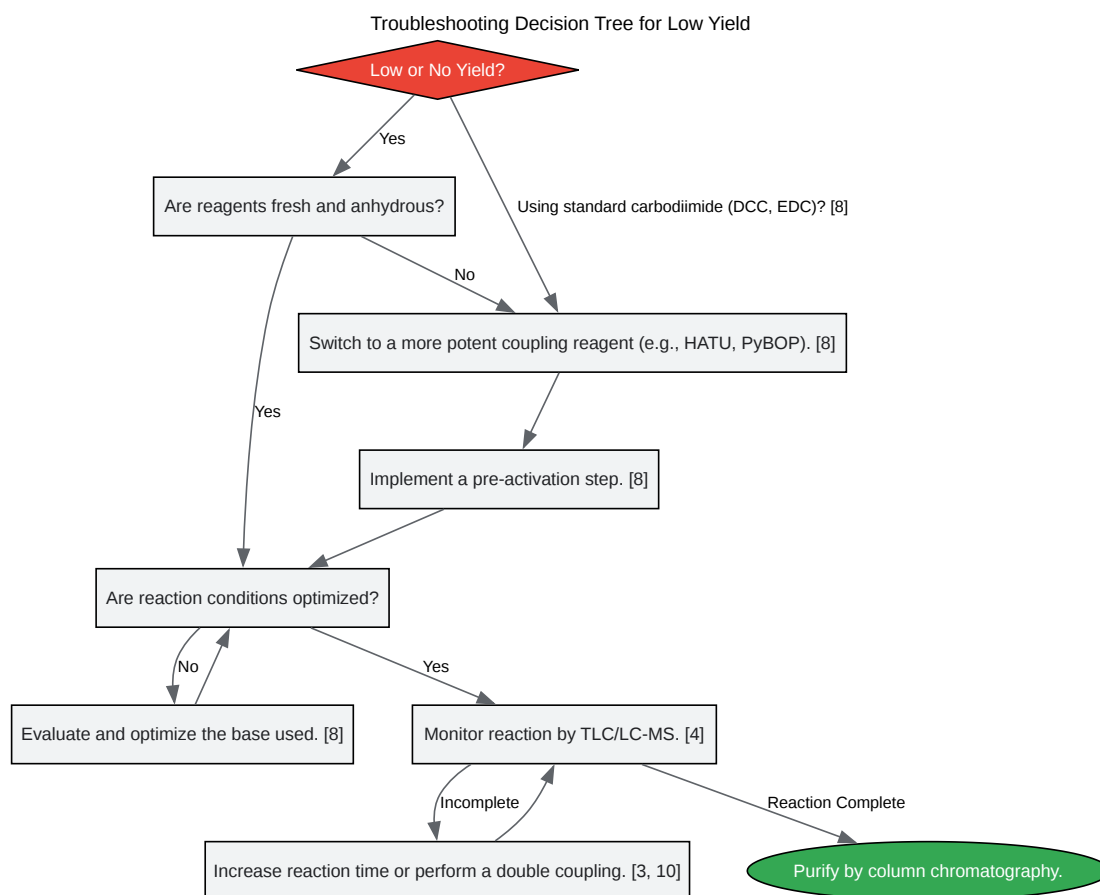 Troubleshooting Decision Tree for Low Yield
Low or No Yield?
Yes
Are reagents fresh and anhydrous?
Using standard carbodiimide (DCC, EDC)? [8]
No
Switch to a more potent coupling reagent (e.g., HATU, PyBOP). [8]
Yes
Implement a pre-activation step. [8]
Are reaction conditions optimized?
No
Yes
Evaluate and optimize the base used. [8]
Monitor reaction by TLC/LC-MS. [4]
Incomplete
Reaction Complete
Increase reaction time or perform a double coupling. [3, 10]
Purify by column chromatography.